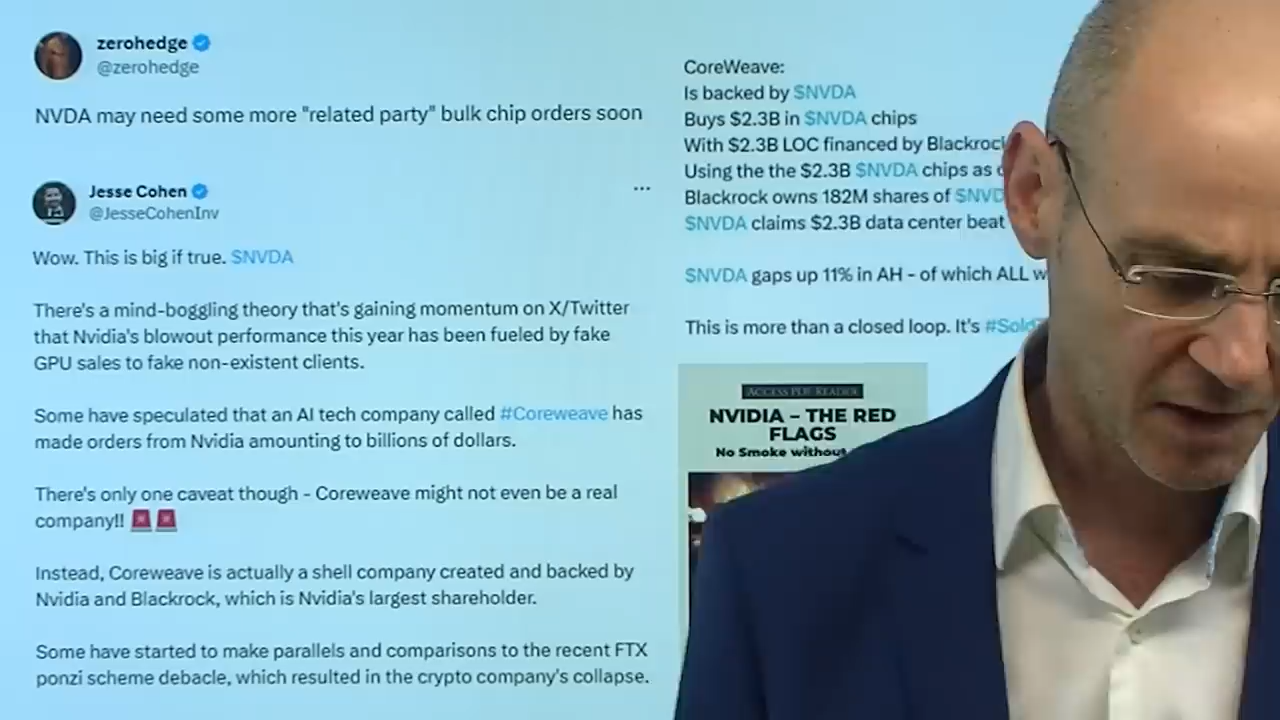 zerohedge
@zerohedge
NVDA may need some more "related party" bulk chip orders soon
Jesse Cohen
@JesseCohenInv
...
Wow. This is big if true. $NVDA
There's a mind-boggling theory that's gaining momentum on X/Twitter
that Nvidia's blowout performance this year has been fueled by fake
GPU sales to fake non-existent clients.
Some have speculated that an AI tech company called #Coreweave has
made orders from Nvidia amounting to billions of dollars.
There's only one caveat though - Coreweave might not even be a real
company!! 🚨🚨
Instead, Coreweave is actually a shell company created and backed by
Nvidia and Blackrock, which is Nvidia's largest shareholder.
Some have started to make parallels and comparisons to the recent FTX
ponzi scheme debacle, which resulted in the crypto company's collapse.
CoreWeave:
Is backed by $NVDA
Buys $2.3B in $NVDA chips
With $2.3B LOC financed by Blackroc
Using the the $2.3B $NVDA chips as
Blackrock owns 182M shares of $NVD
$NVDA claims $2.3B data center beat
$NVDA gaps up 11% in AH - of which ALL w
This is more than a closed loop. It's #Sold
ACCESS PDF READER
NVIDIA – THE RED
FLAGS
No Smoke without